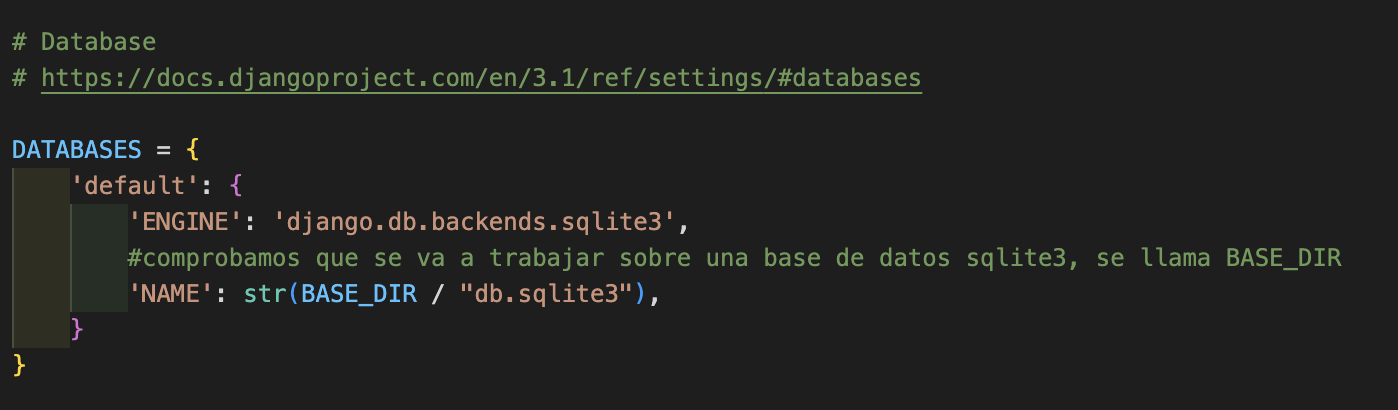 # Database
# https://docs.djangoproject.com/en/3.1/ref/settings/#databases
DATABASES = {
    'default': {
        'ENGINE': 'django.db.backends.sqlite3',
        #comprobamos que se va a trabajar sobre una base de datos sqlite3, se llama BASE_DIR
        'NAME': str(BASE_DIR / "db.sqlite3"),
    }
}